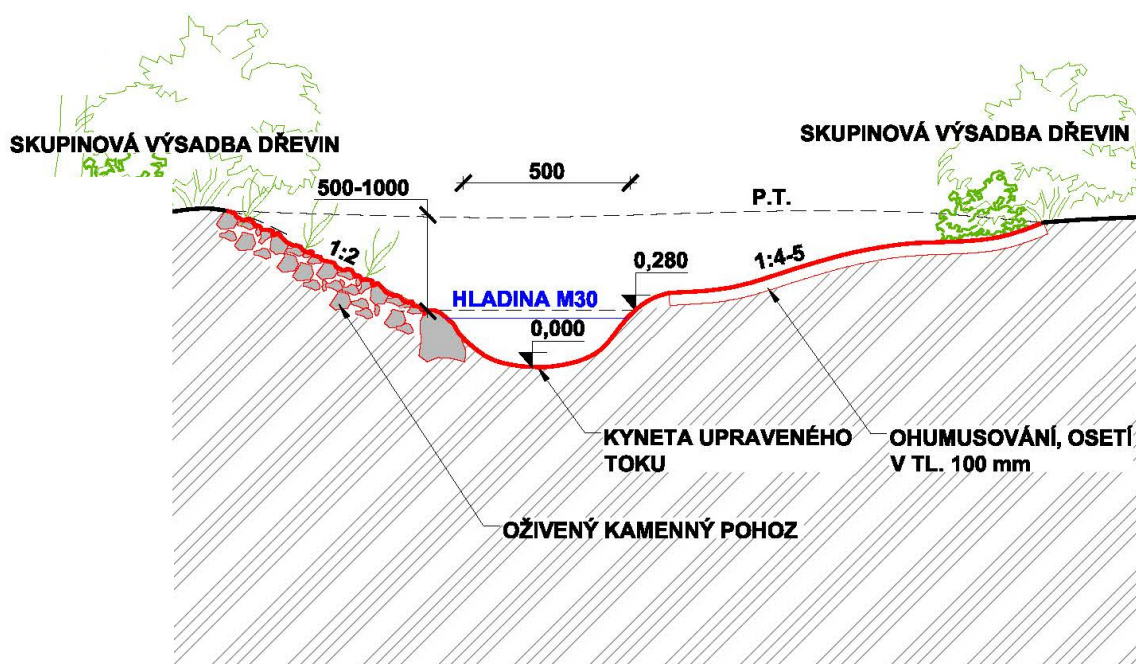 SKUPINOVÁ VÝSADBA DŘEVIN
SKUPINOVÁ VÝSADBA DŘEVIN
500-1000
500
P.T.
1:2
0,280
1:4-5
HLADINA M30
0,000
KYNETA UPRAVENÉHO
TOKU
OHUMUSOVÁNÍ, OSETÍ
V TL. 100 mm
OŽIVENÝ KAMENNÝ POHOZ